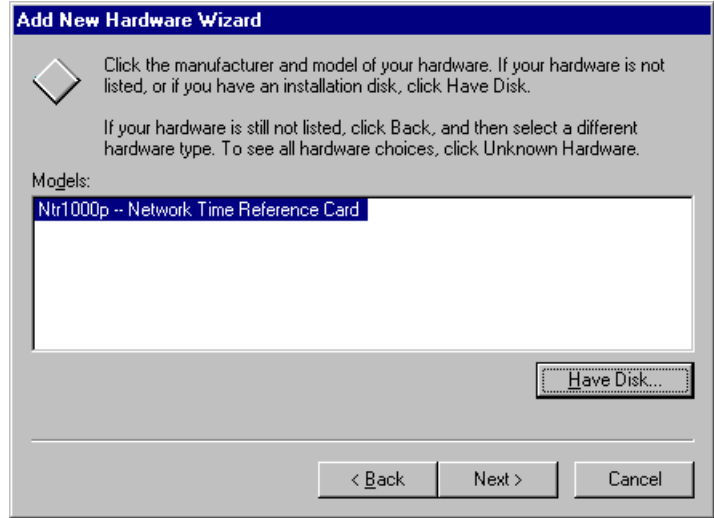 Add New Hardware Wizard
Click the manufacturer and model of your hardware. If your hardware is not
listed, or if you have an installation disk, click Have Disk.
If your hardware is still not listed, click Back, and then select a different
hardware type. To see all hardware choices, click Unknown Hardware.
Models:
Ntr1000p -- Network Time Reference Card
Have Disk...
< Back
Next >
Cancel